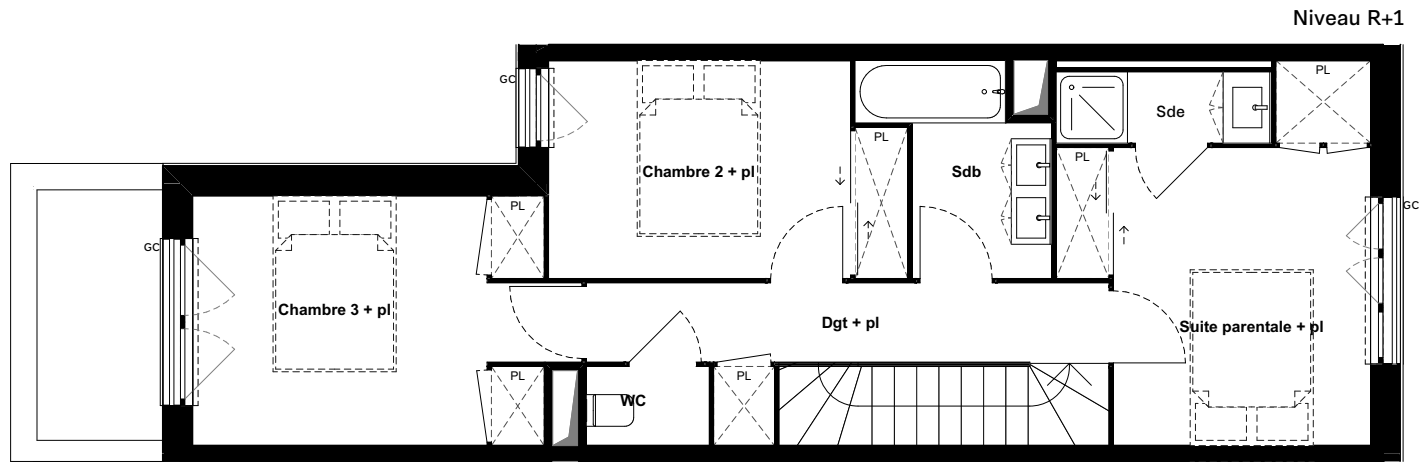 Niveau R+1
GC
PL
Sde
PL
PL
Chambre 2 + pl
Sdb
PL
GC
PL
GC
Chambre 3 + pl
Dgt + pl
Suite parentale + pl
PL
PL
WC